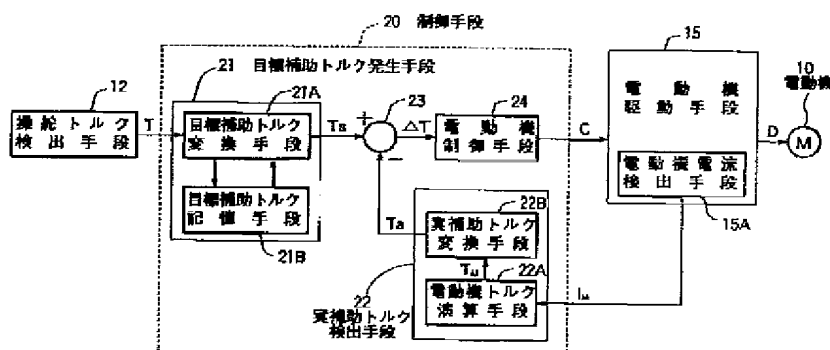 20 制御手段
15
21 目標補助トルク発生手段
10
電動機
12
21A
23
24
操舵トルク
検出手段
T
目標補助トルク
変換手段
Ts
+
−
△T
電動機
制御手段
C
電動機
駆動手段
D
M
目標補助トルク
記憶手段
21B
Ta
22B
実補助トルク
変換手段
TM
22A
電動機トルク
演算手段
22
実補助トルク
検出手段
IM
電動機電流
検出手段
15A